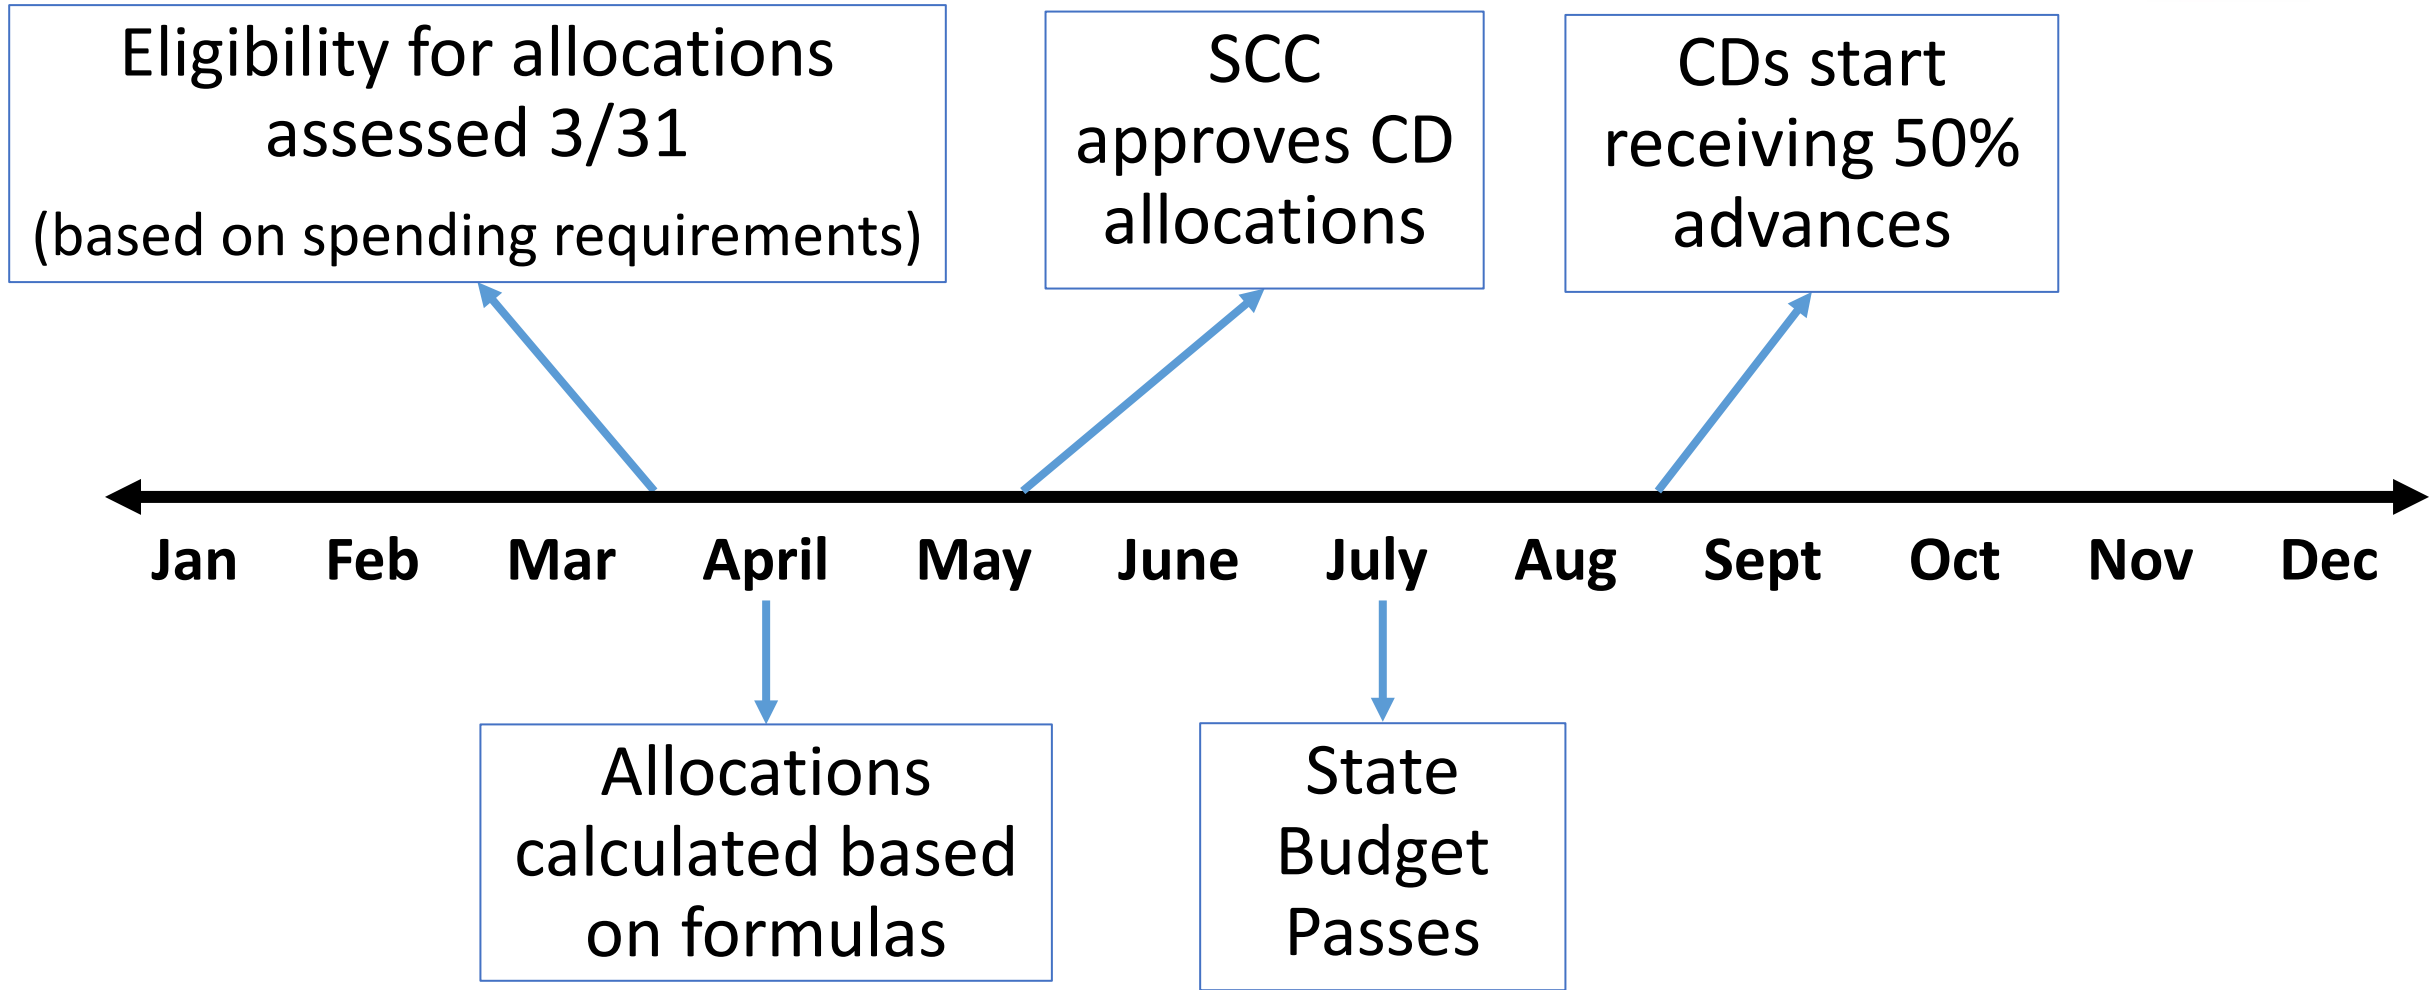 Eligibility for allocations
assessed 3/31
(based on spending requirements)
SCC
approves CD
allocations
CDs start
receiving 50%
advances
Jan Feb Mar April May June July Aug Sept Oct Nov Dec
Allocations
calculated based
on formulas
State
Budget
Passes